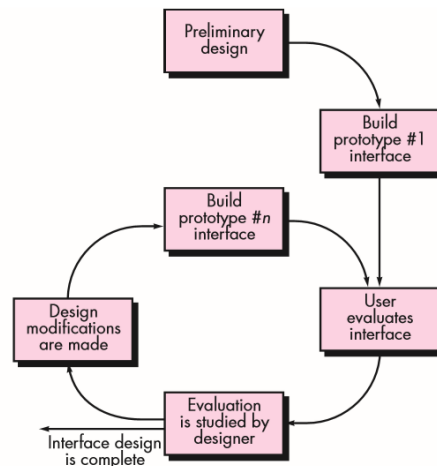 Preliminary
design
Build
prototype #1
interface
Build
prototype #n
interface
User
evaluates
interface
Design
modifications
are made
Evaluation
is studied by
designer
Interface design
is complete